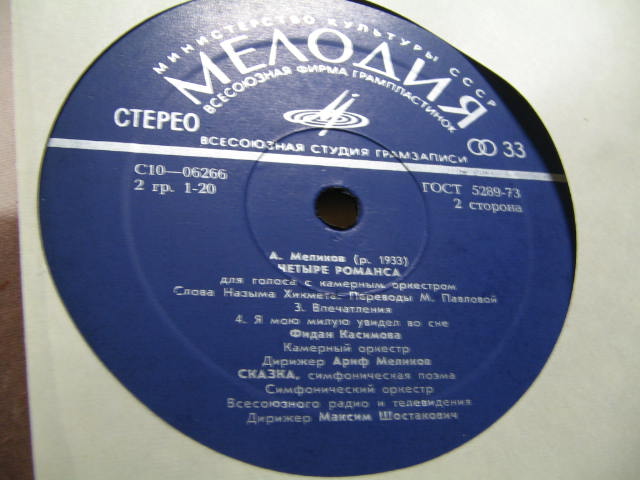 МИНИСТЕРСТВО КУЛЬТУРЫ СССР
МЕЛОДИЯ
ВСЕСОЮЗНАЯ ФИРМА ГРАМПЛАСТИНОК
СТЕРЕО
33
ВСЕСОЮЗНАЯ СТУДИЯ ГРАМЗАПИСИ
С10—06266
ГОСТ 5289-73
2 гр. 1-20
2 сторона
А. Меликов (р. 1933)
ЧЕТЫРЕ РОМАНСА
для голоса с камерным оркестром
Слова Назыма Хикмета. Переводы М. Павловой
3. Впечатления
4. Я мою милую увидел во сне
Фидан Касимова
Камерный оркестр
Дирижер Ариф Меликов
СКАЗКА, симфоническая поэма
Симфонический оркестр
Всесоюзного радио и телевидения
Дирижер Максим Шостакович